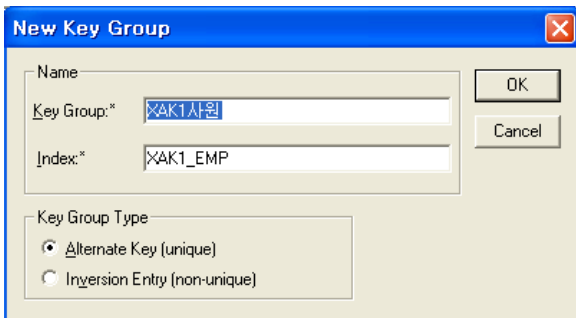 New Key Group
Name
Key Group:*
XAK1사원
OK
Index:*
XAK1_EMP
Cancel
Key Group Type
Alternate Key (unique)
Inversion Entry (non-unique)